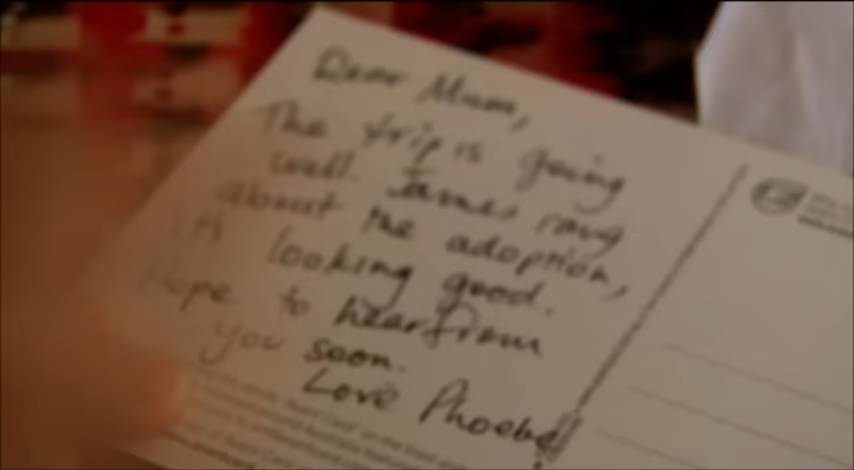 Dear Mum,
The trip is going
well. James rang
about the adoption,
its looking good.
Hope to hear from
you soon.
Love Phoebe